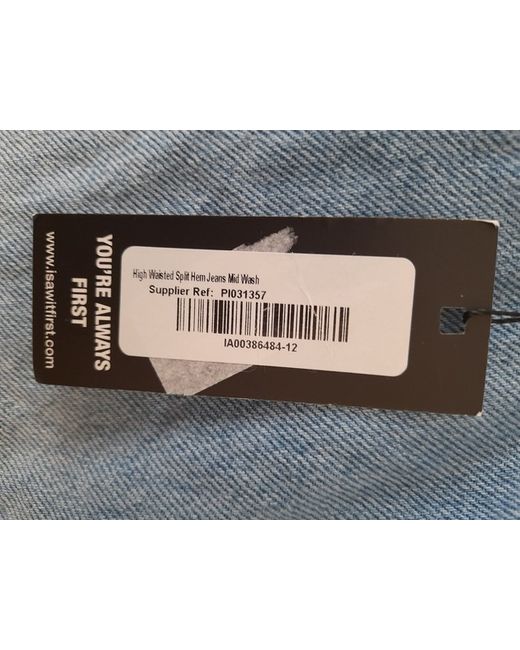 YOU'RE ALWAYS
FIRST
www.isawitfirst.com
High Waisted Split Hem Jeans Mid Wash
Supplier Ref: PI031357
IA00386484-12